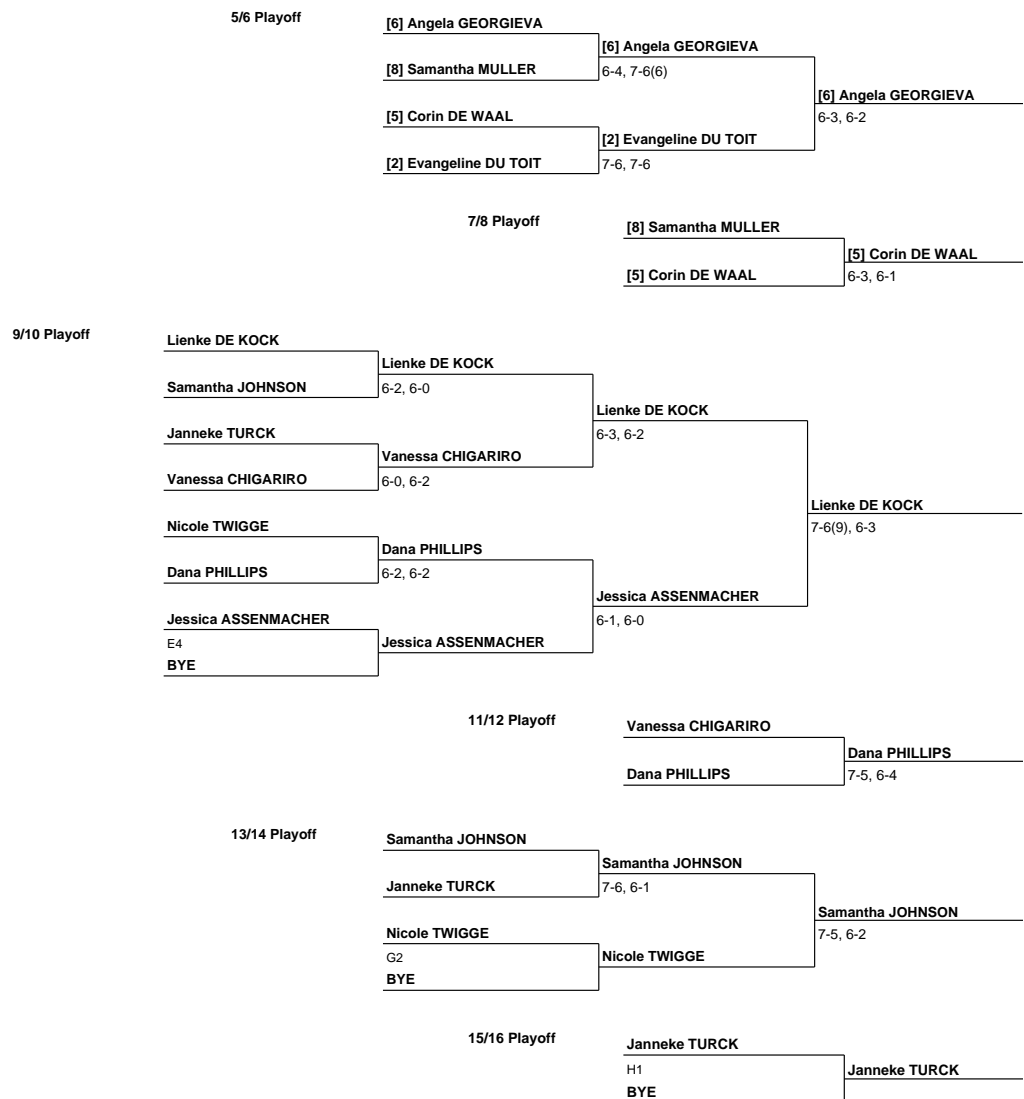 5/6 Playoff
[6] Angela GEORGIEVA
[6] Angela GEORGIEVA
[8] Samantha MULLER
6-4, 7-6(6)
[6] Angela GEORGIEVA
[5] Corin DE WAAL
6-3, 6-2
[2] Evangeline DU TOIT
[2] Evangeline DU TOIT
7-6, 7-6
7/8 Playoff
[8] Samantha MULLER
[5] Corin DE WAAL
[5] Corin DE WAAL
6-3, 6-1
9/10 Playoff
Lienke DE KOCK
Lienke DE KOCK
Samantha JOHNSON
6-2, 6-0
Lienke DE KOCK
Janneke TURCK
6-3, 6-2
Vanessa CHIGARIRO
Vanessa CHIGARIRO
6-0, 6-2
Lienke DE KOCK
Nicole TWIGGE
7-6(9), 6-3
Dana PHILLIPS
Dana PHILLIPS
6-2, 6-2
Jessica ASSENMACHER
Jessica ASSENMACHER
6-1, 6-0
E4
Jessica ASSENMACHER
BYE
11/12 Playoff
Vanessa CHIGARIRO
Dana PHILLIPS
Dana PHILLIPS
7-5, 6-4
13/14 Playoff
Samantha JOHNSON
Samantha JOHNSON
Janneke TURCK
7-6, 6-1
Samantha JOHNSON
Nicole TWIGGE
7-5, 6-2
G2
Nicole TWIGGE
BYE
15/16 Playoff
Janneke TURCK
H1
Janneke TURCK
BYE